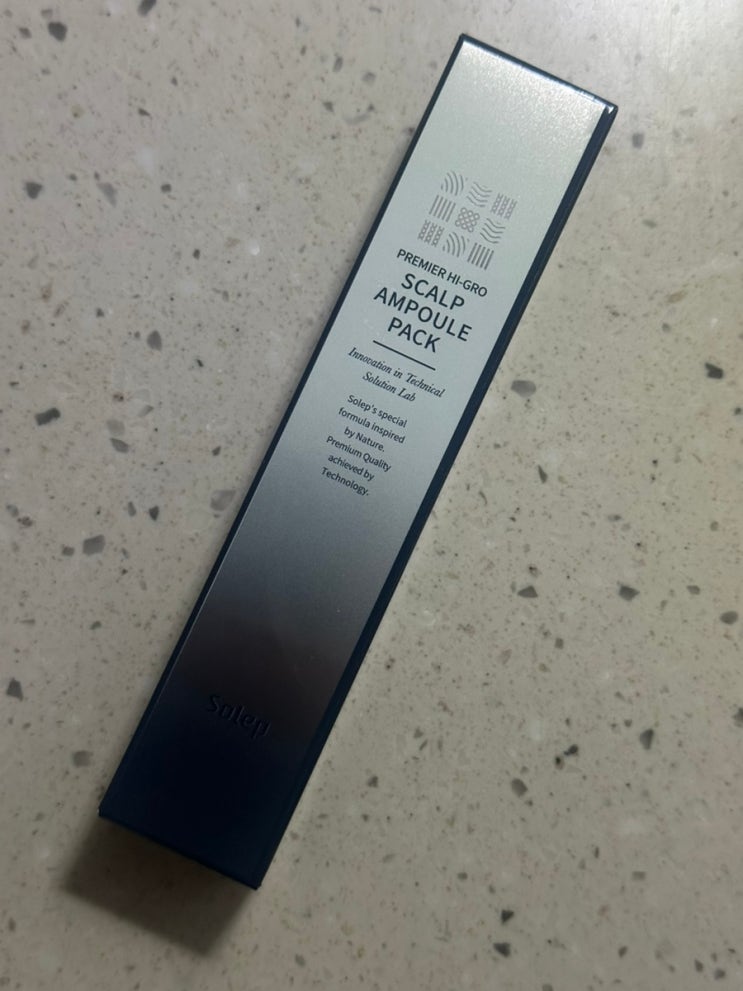 PREMIER HI-GRO
SCALP
AMPOULE
PACK
Innovation in Technical
Solution Lab
Solep's special
formula inspired
by Nature.
Premium Quality
achieved by
Technology.
Solep